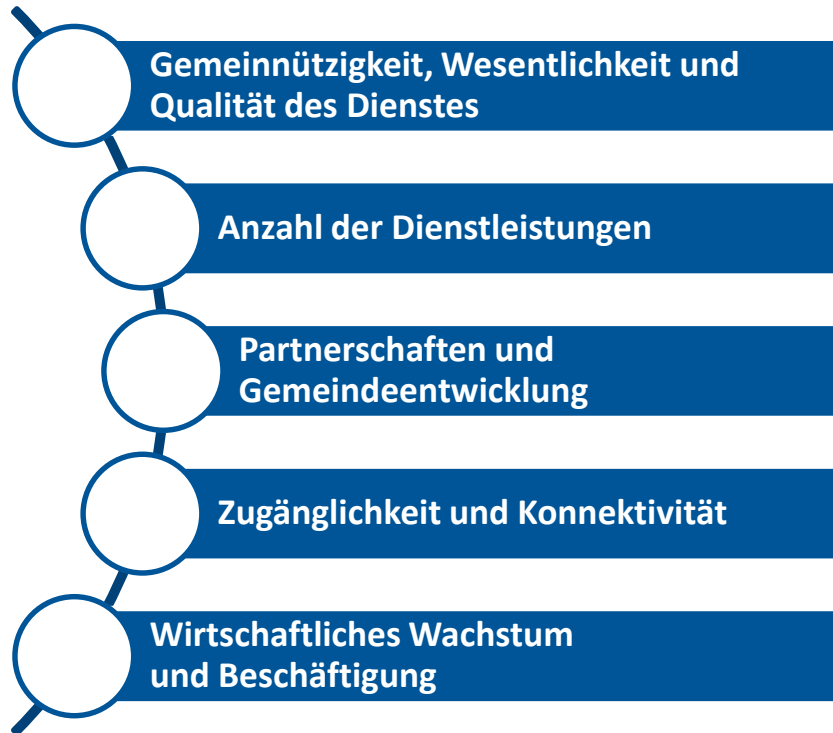 Gemeinnützigkeit, Wesentlichkeit und
Qualität des Dienstes
Anzahl der Dienstleistungen
Partnerschaften und
Gemeindeentwicklung
Zugänglichkeit und Konnektivität
Wirtschaftliches Wachstum
und Beschäftigung